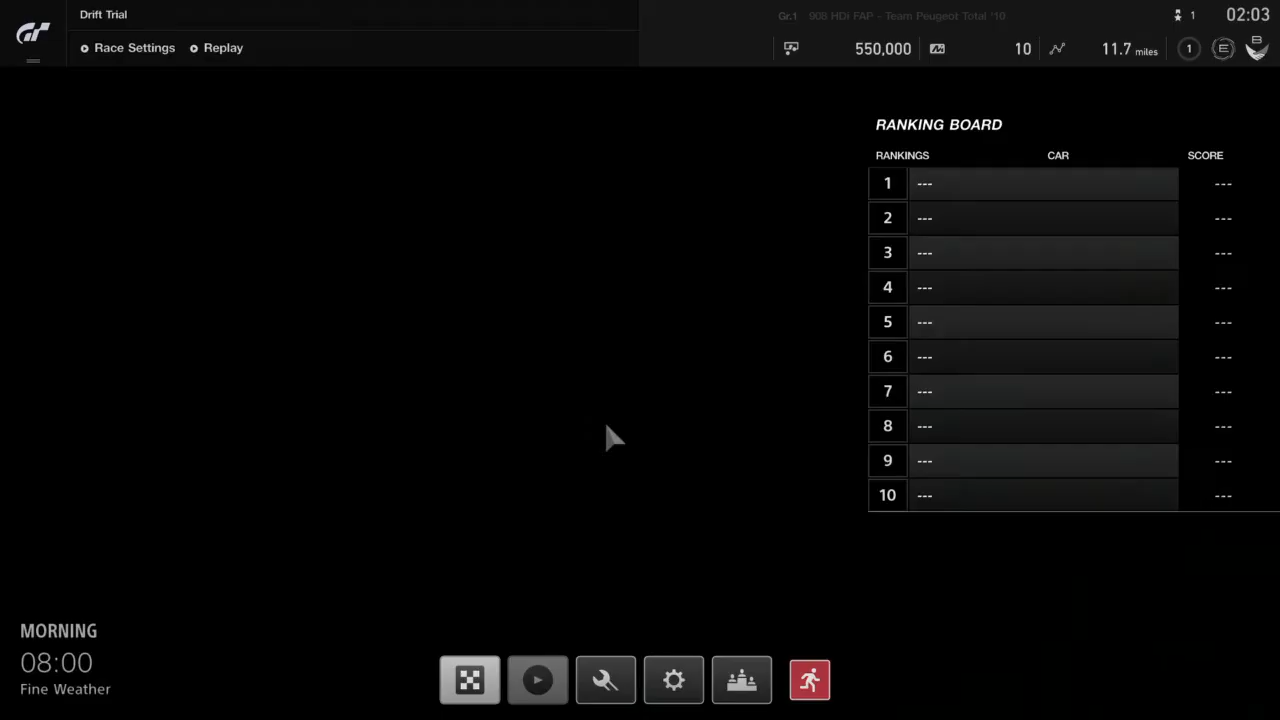 Drift Trial
Gr.1 908 HDi FAP - Team Peugeot Total '10
1 02:03
Race Settings Replay
550,000 10 11.7 miles 1 E B
RANKING BOARD
RANKINGS CAR SCORE
1 --- ---
2 --- ---
3 --- ---
4 --- ---
5 --- ---
6 --- ---
7 --- ---
8 --- ---
9 --- ---
10 --- ---
MORNING
08:00
Fine Weather